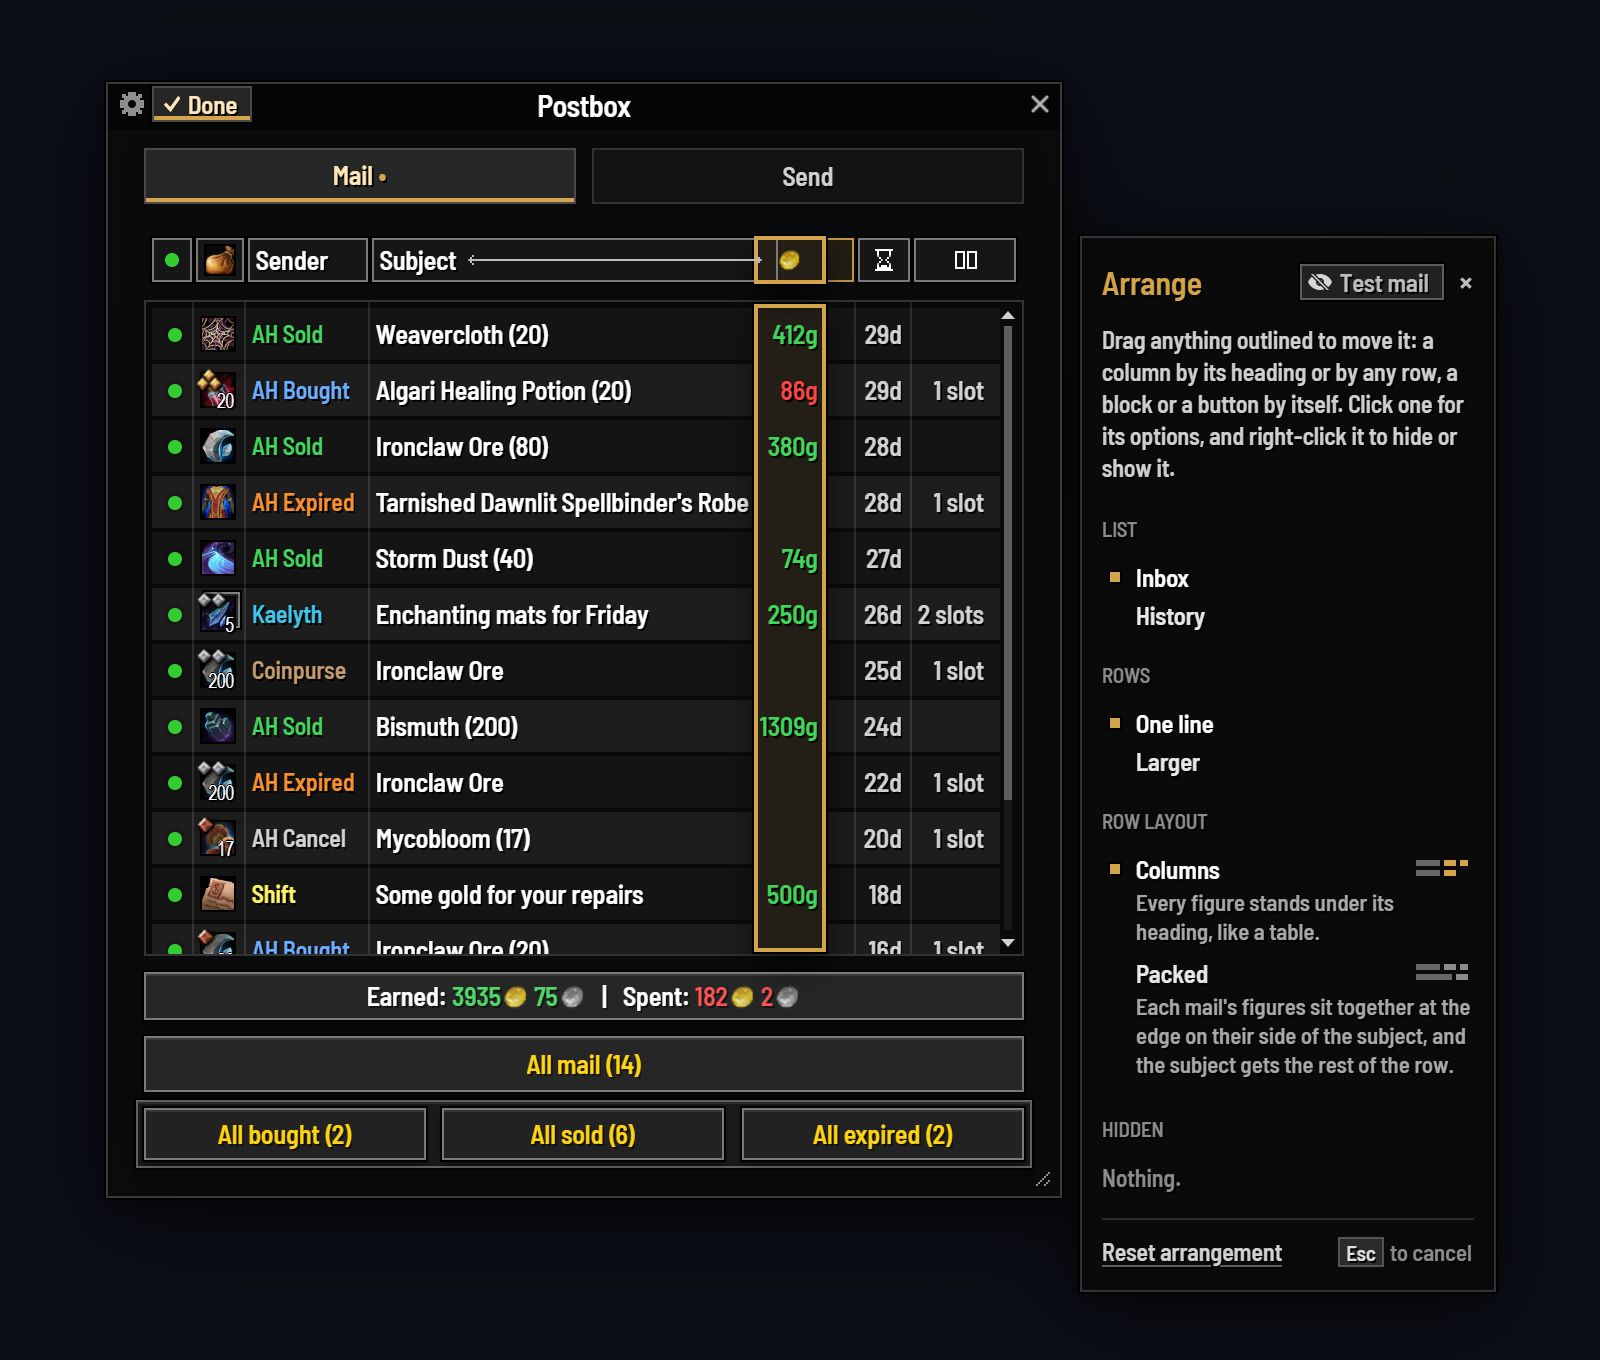 Done
Postbox
Mail
Send
Sender
Subject
AH Sold Weavercloth (20) 412g 29d
20 AH Bought Algari Healing Potion (20) 86g 29d 1 slot
AH Sold Ironclaw Ore (80) 380g 28d
AH Expired Tarnished Dawnlit Spellbinder's Robe 28d 1 slot
AH Sold Storm Dust (40) 74g 27d
5 Kaelyth Enchanting mats for Friday 250g 26d 2 slots
200 Coinpurse Ironclaw Ore 25d 1 slot
AH Sold Bismuth (200) 1309g 24d
200 AH Expired Ironclaw Ore 22d 1 slot
17 AH Cancel Mycobloom (17) 20d 1 slot
Shift Some gold for your repairs 500g 18d
AH Bought Ironclaw Ore (20) 16d 1 slot
Earned: 3935 75 | Spent: 182 2
All mail (14)
All bought (2)
All sold (6)
All expired (2)
Arrange
Test mail
Drag anything outlined to move it: a
column by its heading or by any row, a
block or a button by itself. Click one for
its options, and right-click it to hide or
show it.
LIST
Inbox
History
ROWS
One line
Larger
ROW LAYOUT
Columns
Every figure stands under its
heading, like a table.
Packed
Each mail's figures sit together at the
edge on their side of the subject, and
the subject gets the rest of the row.
HIDDEN
Nothing.
Reset arrangement
Esc to cancel